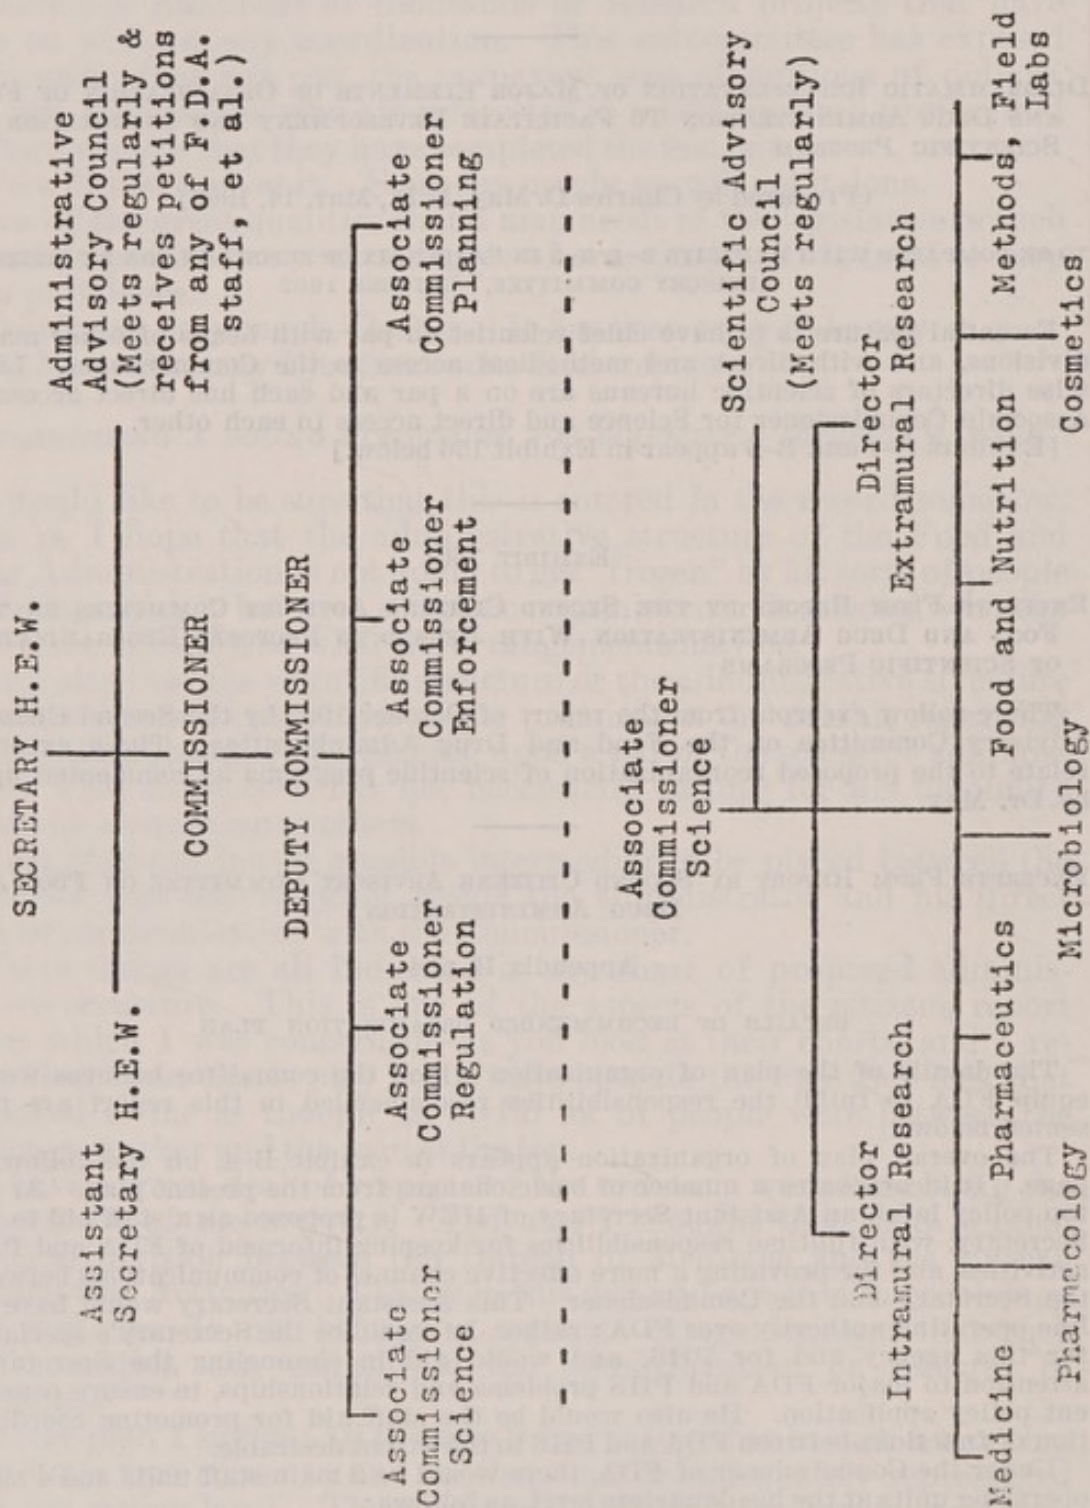 SECRETARY H.E.W.
Assistant
Secretary H.E.W.
Administrative
Advisory Council
(Meets regularly &
receives petitions
from any of F.D.A.
staff, et al.)
COMMISSIONER
DEPUTY COMMISSIONER
Associate
Commissioner
Science
Associate
Commissioner
Regulation
Associate
Commissioner
Enforcement
Associate
Commissioner
Planning
Associate
Commissioner
Science
Scientific Advisory
Council
(Meets regularly)
Director
Intramural Research
Director
Extramural Research
Medicine
Pharmacology
Pharmaceutics
Microbiology
Food and Nutrition
Cosmetics
Methods, Field
Labs